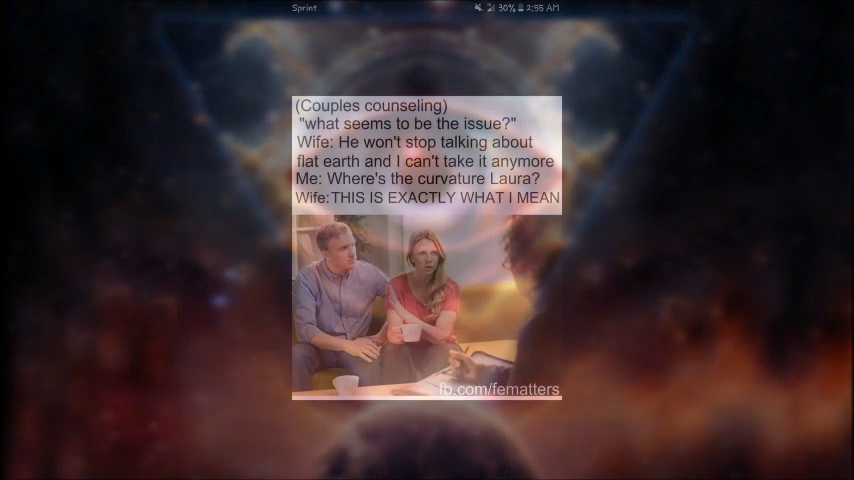 Sprint 30% 2:55 AM
(Couples counseling)
"what seems to be the issue?"
Wife: He won't stop talking about
flat earth and I can't take it anymore
Me: Where's the curvature Laura?
Wife:THIS IS EXACTLY WHAT I MEAN
fb.com/fematters